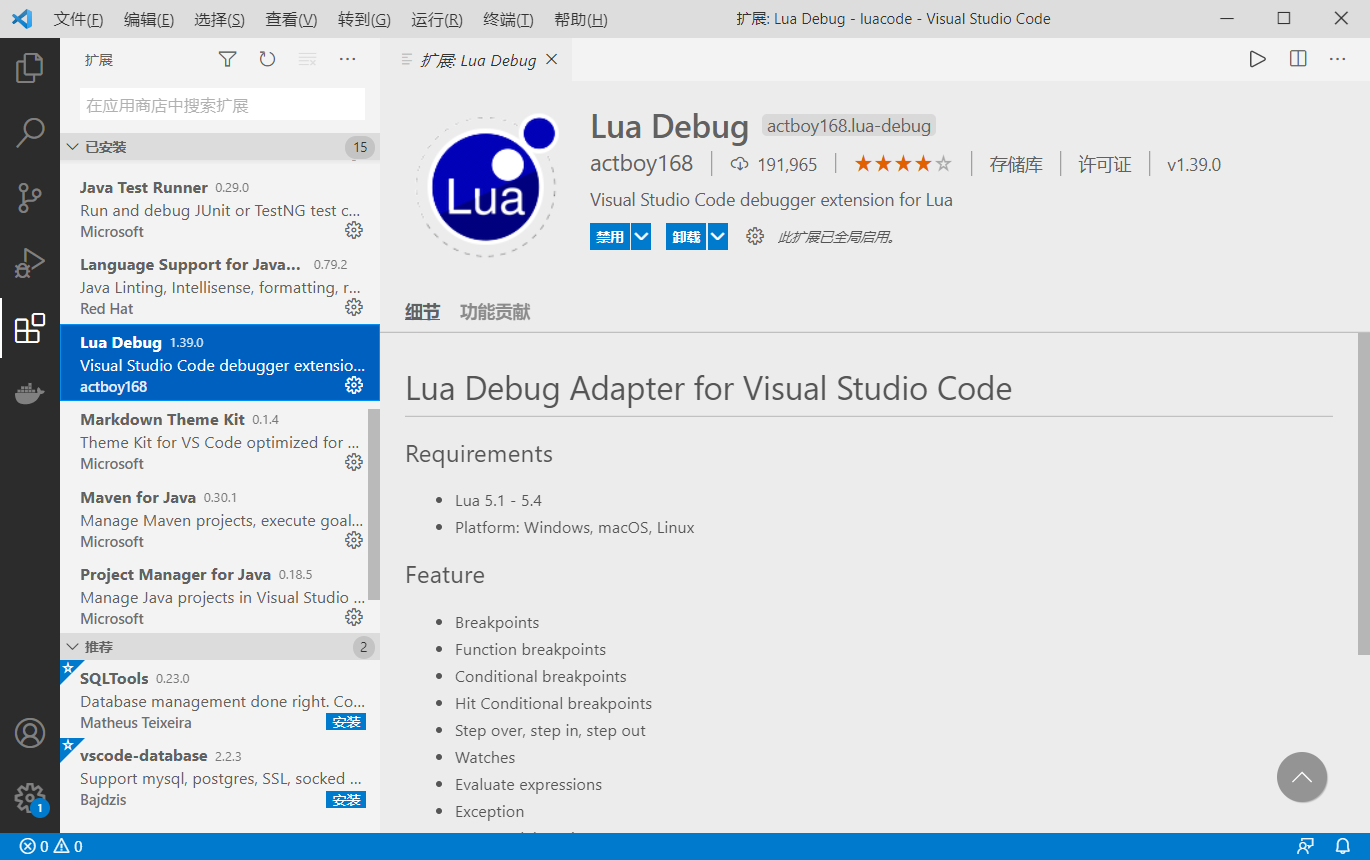 文件(F) 编辑(E) 选择(S) 查看(V) 转到(G) 运行(R) 终端(T) 帮助(H) 扩展: Lua Debug - luacode - Visual Studio Code
扩展
在应用商店中搜索扩展
已安装 15
Java Test Runner 0.29.0
Run and debug JUnit or TestNG test c...
Microsoft
Language Support for Java... 0.79.2
Java Linting, Intellisense, formatting, r...
Red Hat
Lua Debug 1.39.0
Visual Studio Code debugger extensio...
actboy168
Markdown Theme Kit 0.1.4
Theme Kit for VS Code optimized for ...
Microsoft
Maven for Java 0.30.1
Manage Maven projects, execute goal...
Microsoft
Project Manager for Java 0.18.5
Manage Java projects in Visual Studio ...
Microsoft
推荐 2
SQLTools 0.23.0
Database management done right. Co...
Matheus Teixeira 安装
vscode-database 2.2.3
Support mysql, postgres, SSL, socked ...
Bajdzis 安装
1
扩展: Lua Debug
Lua
Lua Debug actboy168.lua-debug
actboy168 191,965 存储库 许可证 v1.39.0
Visual Studio Code debugger extension for Lua
禁用 卸载 此扩展已全局启用。
细节 功能贡献
Lua Debug Adapter for Visual Studio Code
Requirements
• Lua 5.1 - 5.4
• Platform: Windows, macOS, Linux
Feature
• Breakpoints
• Function breakpoints
• Conditional breakpoints
• Hit Conditional breakpoints
• Step over, step in, step out
• Watches
• Evaluate expressions
• Exception
0 0